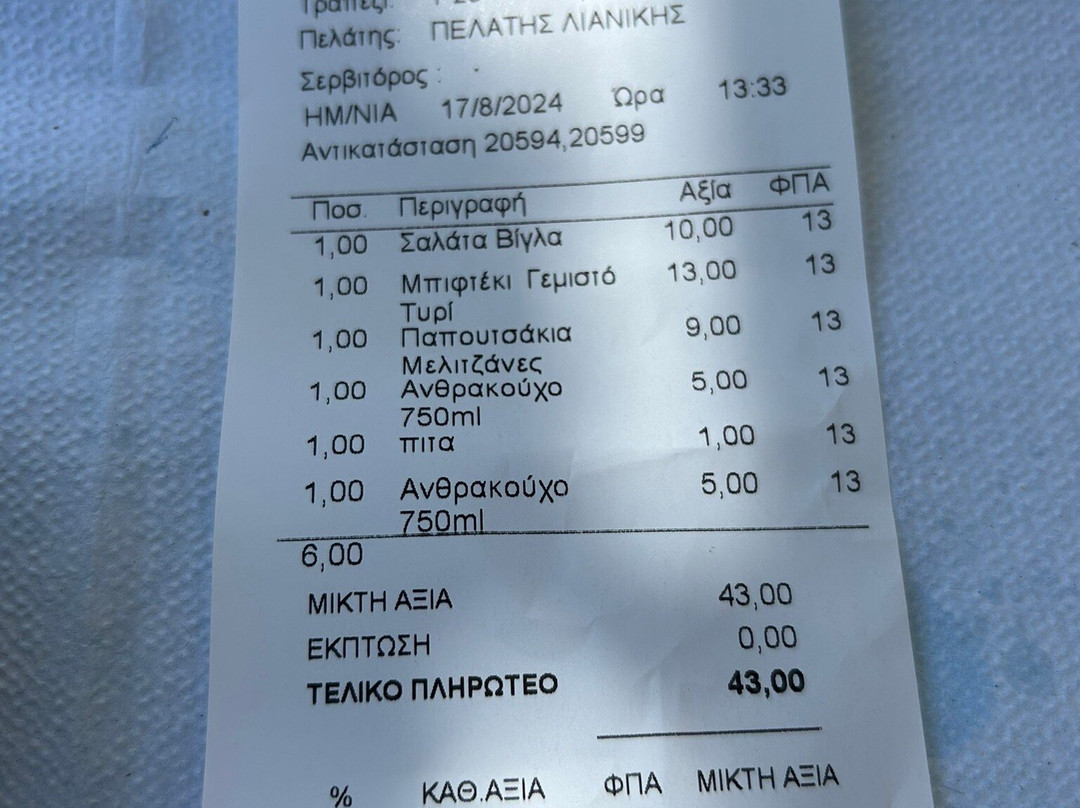 Τραπέζι:
Πελάτης: ΠΕΛΑΤΗΣ ΛΙΑΝΙΚΗΣ
Σερβιτόρος :
ΗΜ/ΝΙΑ 17/8/2024 Ώρα 13:33
Αντικατάσταση 20594,20599
Ποσ. Περιγραφή Αξία ΦΠΑ
1,00 Σαλάτα Βίγλα 10,00 13
1,00 Μπιφτέκι Γεμιστό 13,00 13
Τυρί
1,00 Παπουτσάκια 9,00 13
Μελιτζάνες
1,00 Ανθρακούχο 5,00 13
750ml
1,00 πιτα 1,00 13
1,00 Ανθρακούχο 5,00 13
750ml
6,00
ΜΙΚΤΗ ΑΞΙΑ 43,00
ΕΚΠΤΩΣΗ 0,00
ΤΕΛΙΚΟ ΠΛΗΡΩΤΕΟ 43,00
% ΚΑΘ.ΑΞΙΑ ΦΠΑ ΜΙΚΤΗ ΑΞΙΑ